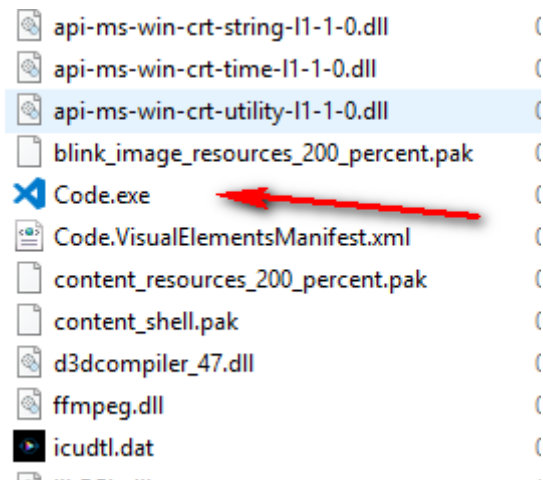 api-ms-win-crt-string-l1-1-0.dll
api-ms-win-crt-time-l1-1-0.dll
api-ms-win-crt-utility-l1-1-0.dll
blink_image_resources_200_percent.pak
Code.exe
Code.VisualElementsManifest.xml
content_resources_200_percent.pak
content_shell.pak
d3dcompiler_47.dll
ffmpeg.dll
icudtl.dat